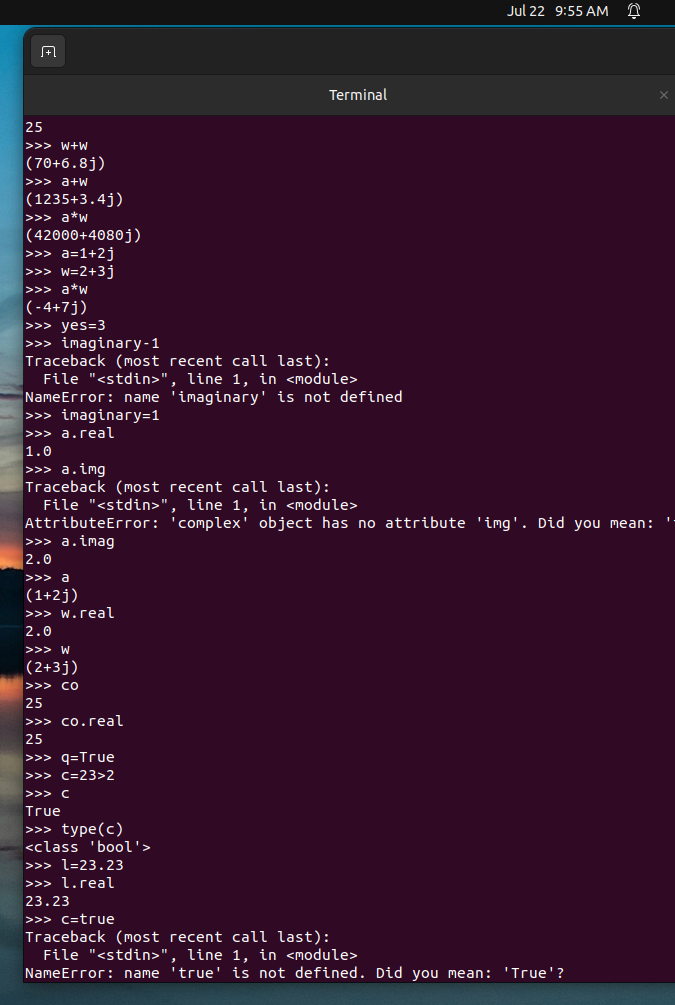 Jul 22 9:55 AM
Terminal
25
>>> w+w
(70+6.8j)
>>> a+w
(1235+3.4j)
>>> a*w
(42000+4080j)
>>> a=1+2j
>>> w=2+3j
>>> a*w
(-4+7j)
>>> yes=3
>>> imaginary-1
Traceback (most recent call last):
  File "<stdin>", line 1, in <module>
NameError: name 'imaginary' is not defined
>>> imaginary=1
>>> a.real
1.0
>>> a.img
Traceback (most recent call last):
  File "<stdin>", line 1, in <module>
AttributeError: 'complex' object has no attribute 'img'. Did you mean: '
>>> a.imag
2.0
>>> a
(1+2j)
>>> w.real
2.0
>>> w
(2+3j)
>>> co
25
>>> co.real
25
>>> q=True
>>> c=23>2
>>> c
True
>>> type(c)
<class 'bool'>
>>> l=23.23
>>> l.real
23.23
>>> c=true
Traceback (most recent call last):
  File "<stdin>", line 1, in <module>
NameError: name 'true' is not defined. Did you mean: 'True'?